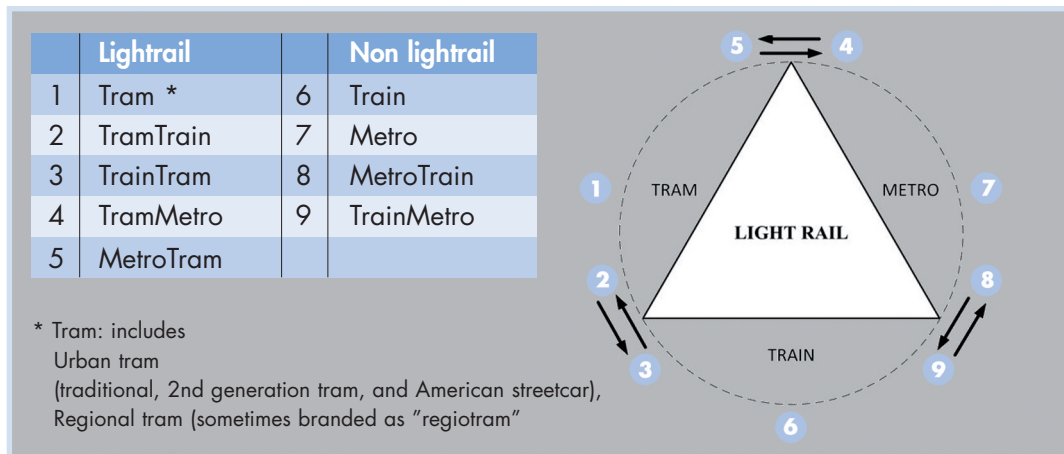 Lightrail Non lightrail
1 Tram * 6 Train
2 TramTrain 7 Metro
3 TrainTram 8 MetroTrain
4 TramMetro 9 TrainMetro
5 MetroTram
* Tram: includes
Urban tram
(traditional, 2nd generation tram, and American streetcar),
Regional tram (sometimes branded as ”regiotram”
5 4
1 TRAM METRO 7
LIGHT RAIL
2 8
TRAIN
3 9
6